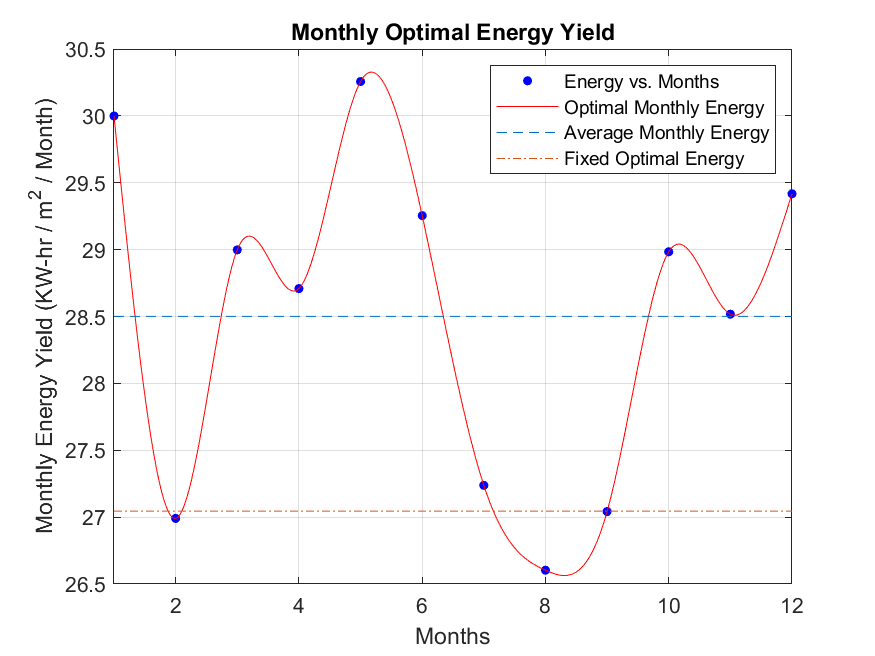 Monthly Optimal Energy Yield
Monthly Energy Yield (KW-hr / m² / Month)
30.5
30
29.5
29
28.5
28
27.5
27
26.5
Energy vs. Months
Optimal Monthly Energy
Average Monthly Energy
Fixed Optimal Energy
2 4 6 8 10 12
Months